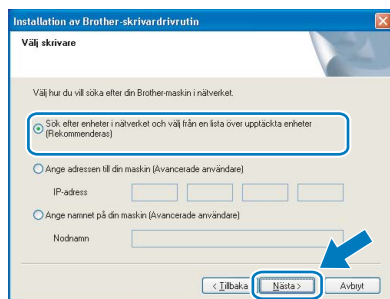 Installation av Brother-skrivardrivrutin
Välj skrivare
Välj hur du vill söka efter din Brother-maskin i nätverket.
Sök efter enheter i nätverket och välj från en lista över upptäckta enheter
(Rekommenderas)
Ange adressen till din maskin (Avancerade användare)
IP-adress
Ange namnet på din maskin (Avancerade användare)
Nodnamn
< Tillbaka Nästa > Avbryt